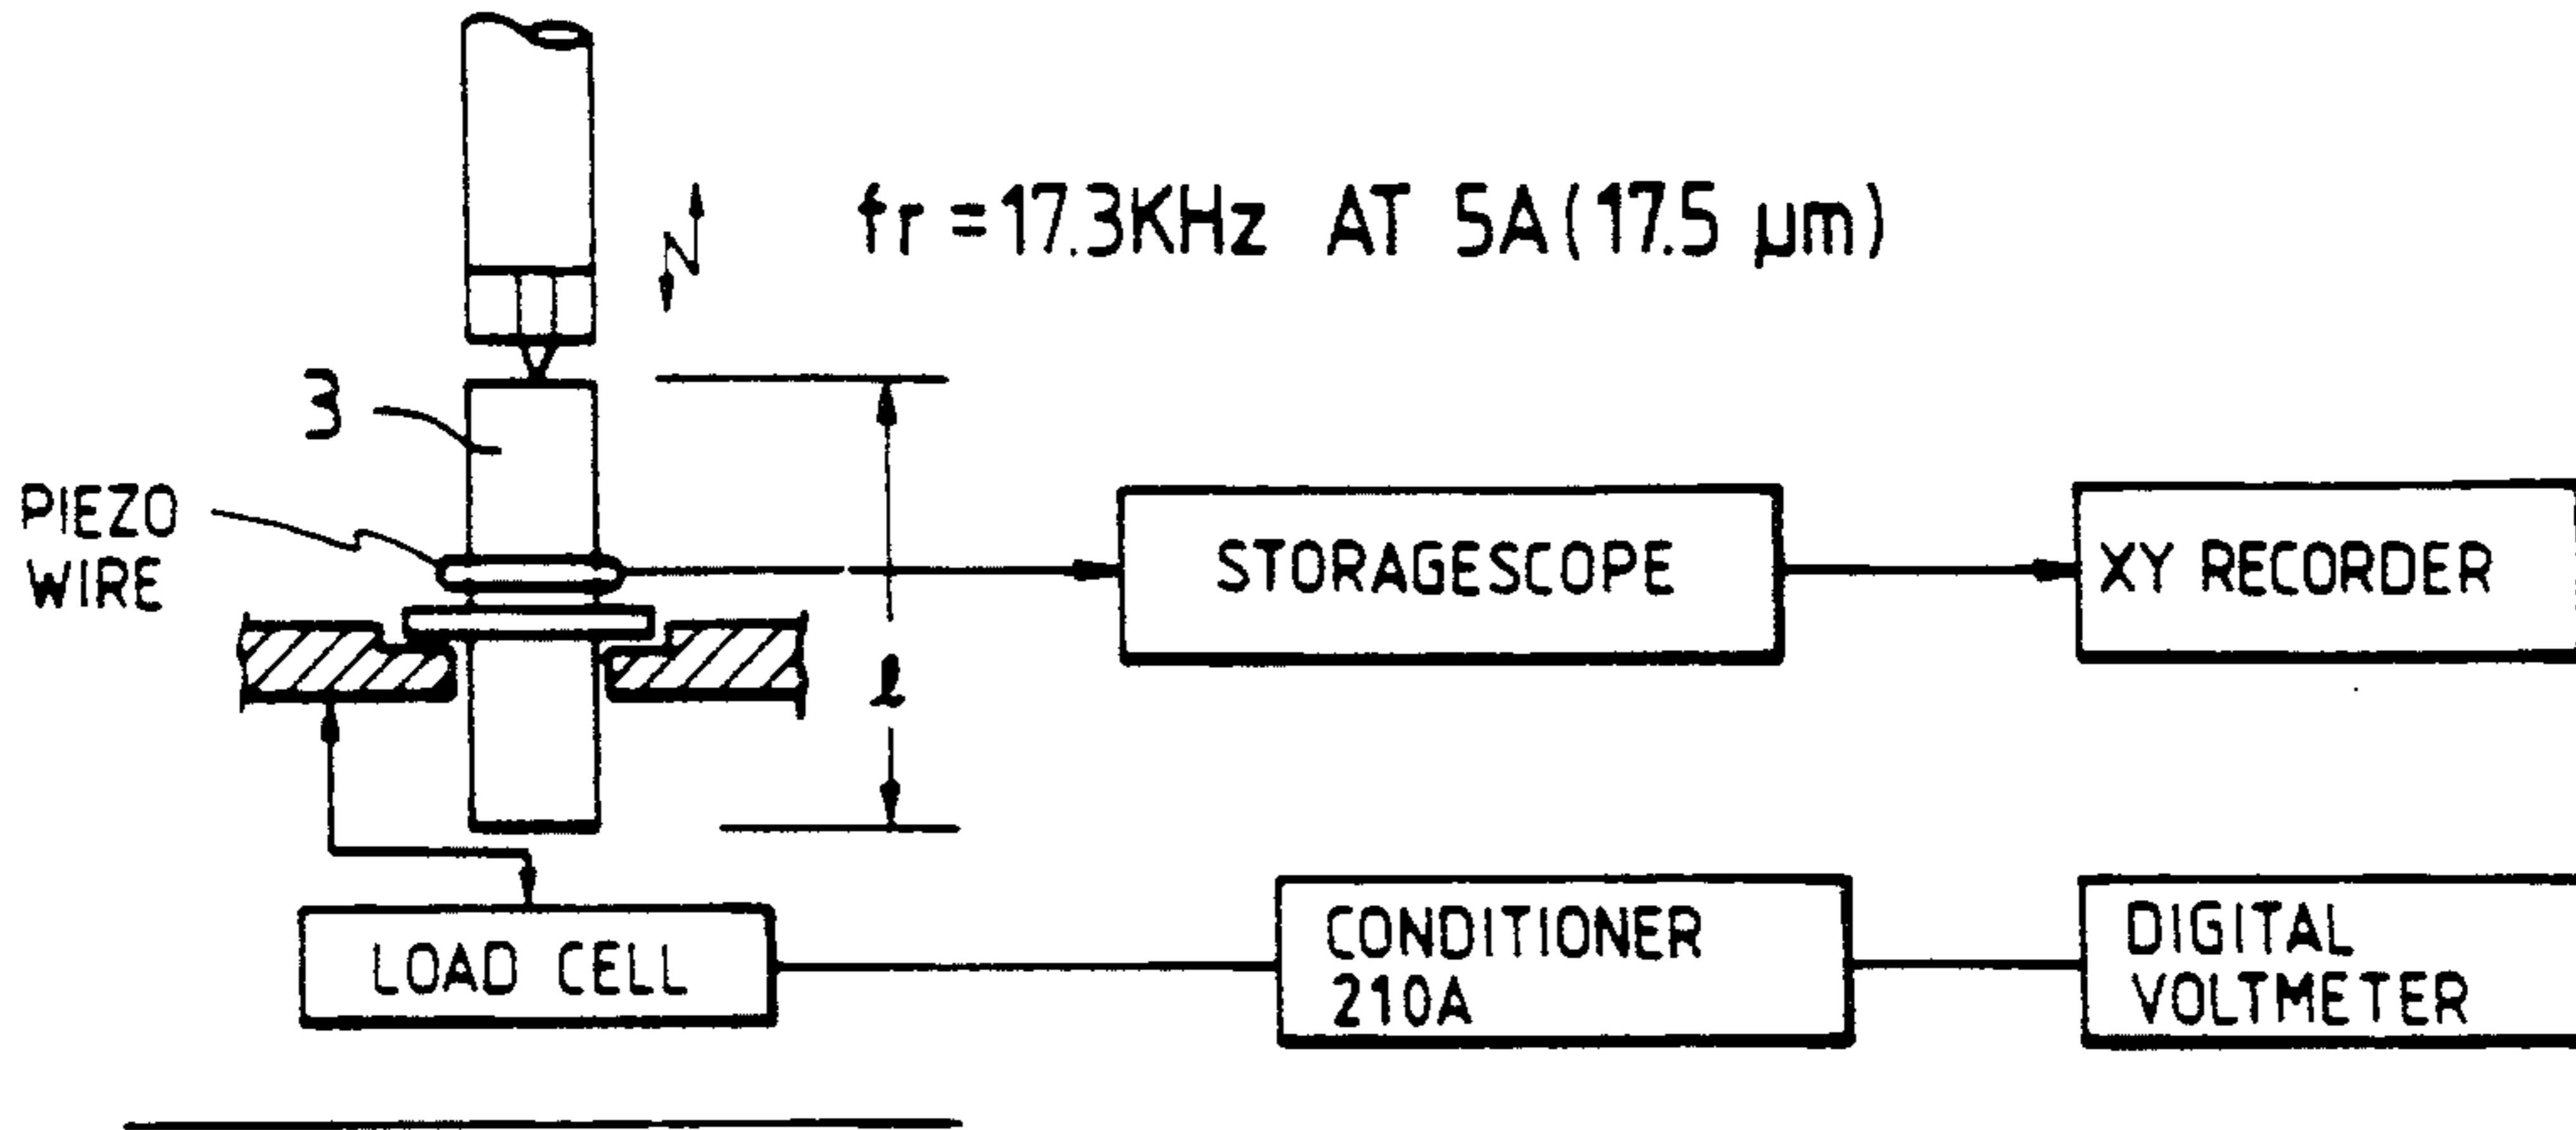 fr = 17.3KHz AT 5A (17.5 µm)
3
PIEZO
WIRE
STORAGESCOPE
XY RECORDER
ℓ
LOAD CELL
CONDITIONER
210A
DIGITAL
VOLTMETER